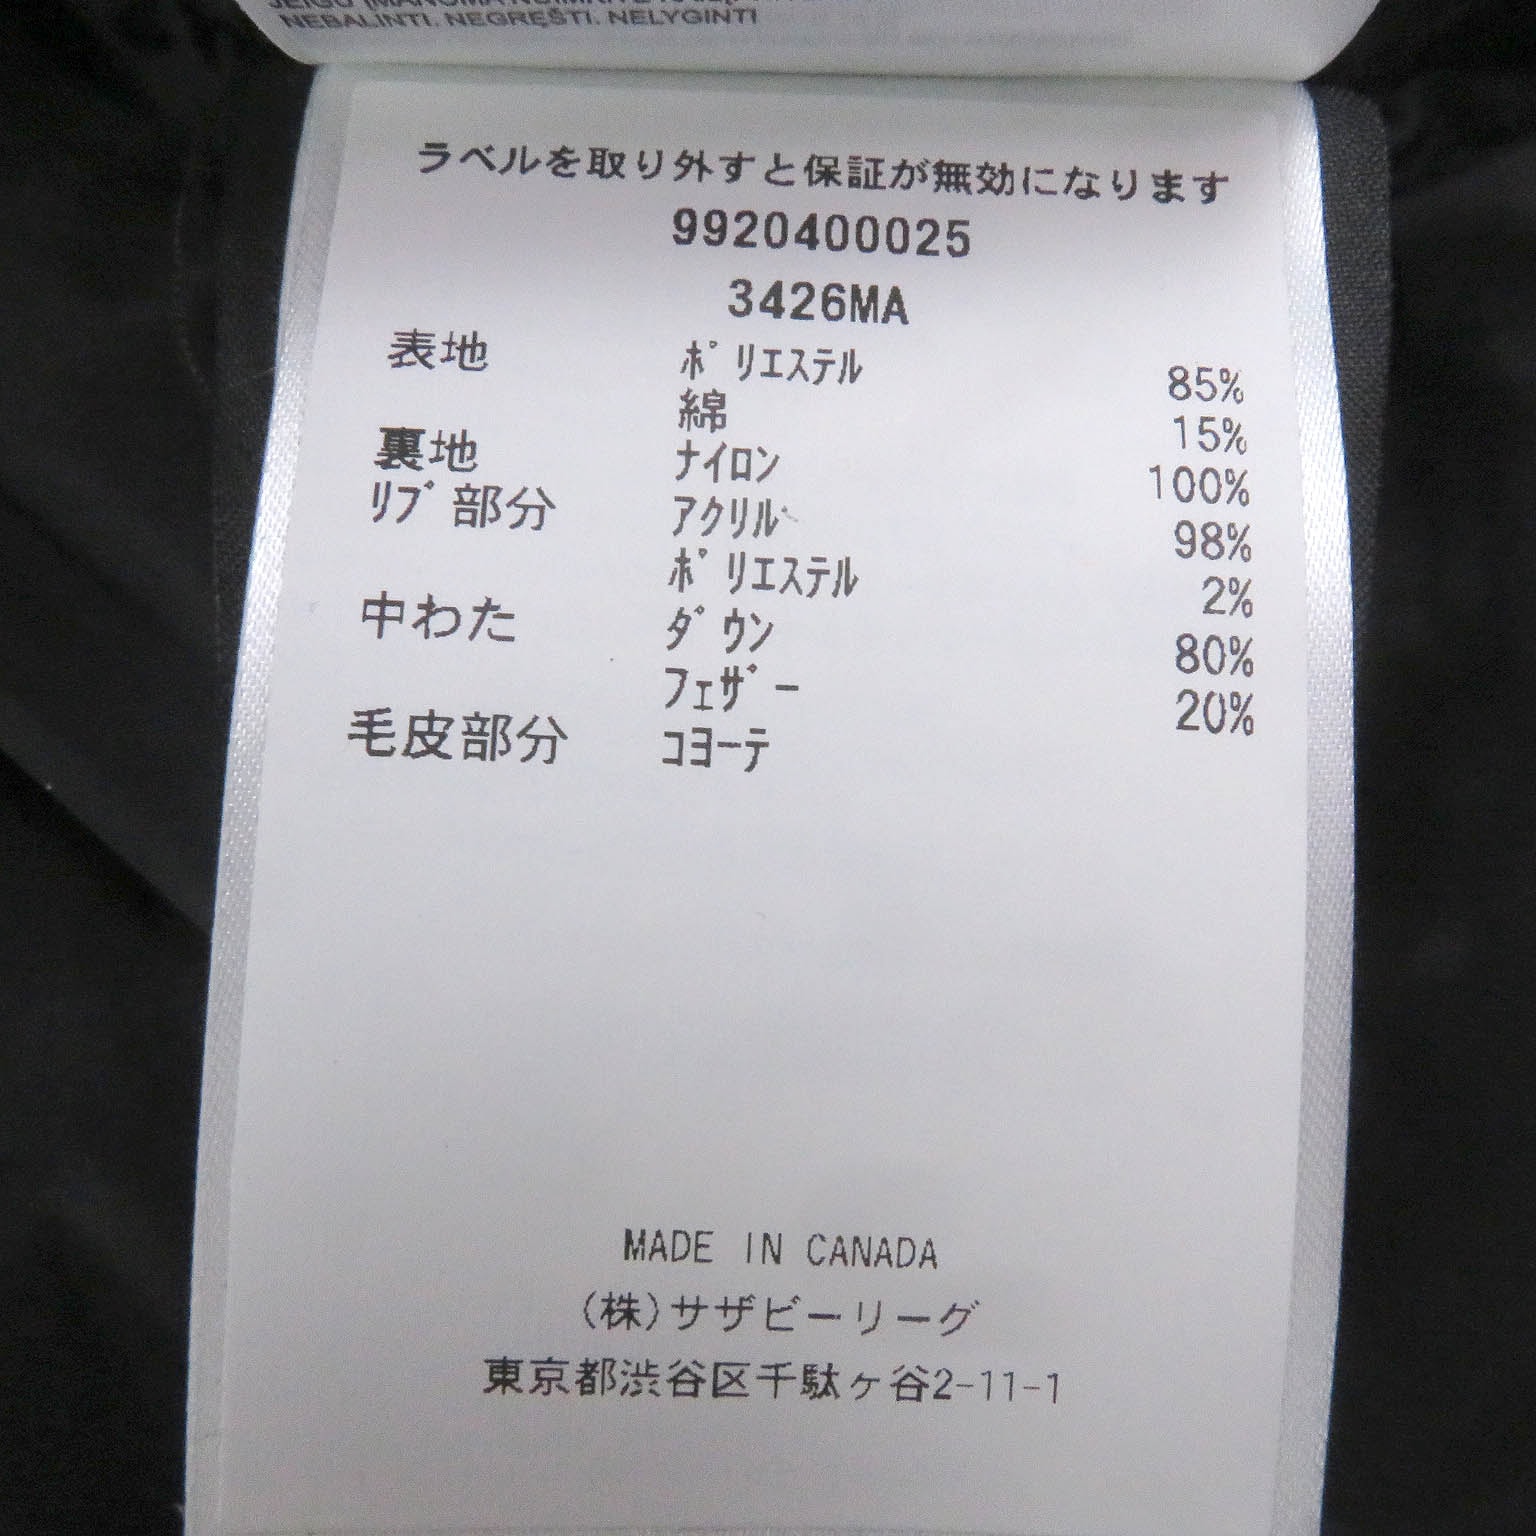 NEBALINTI. NEGRĘŠTI. NELYGINTI
ラベルを取り外すと保証が無効になります
9920400025
3426MA
表地 ポリエステル 85%
綿 15%
裏地 ナイロン 100%
リブ部分 アクリル 98%
ポリエステル 2%
中わた ダウン 80%
フェザー 20%
毛皮部分 コヨーテ
MADE IN CANADA
(株)サザビーリーグ
東京都渋谷区千駄ヶ谷2-11-1